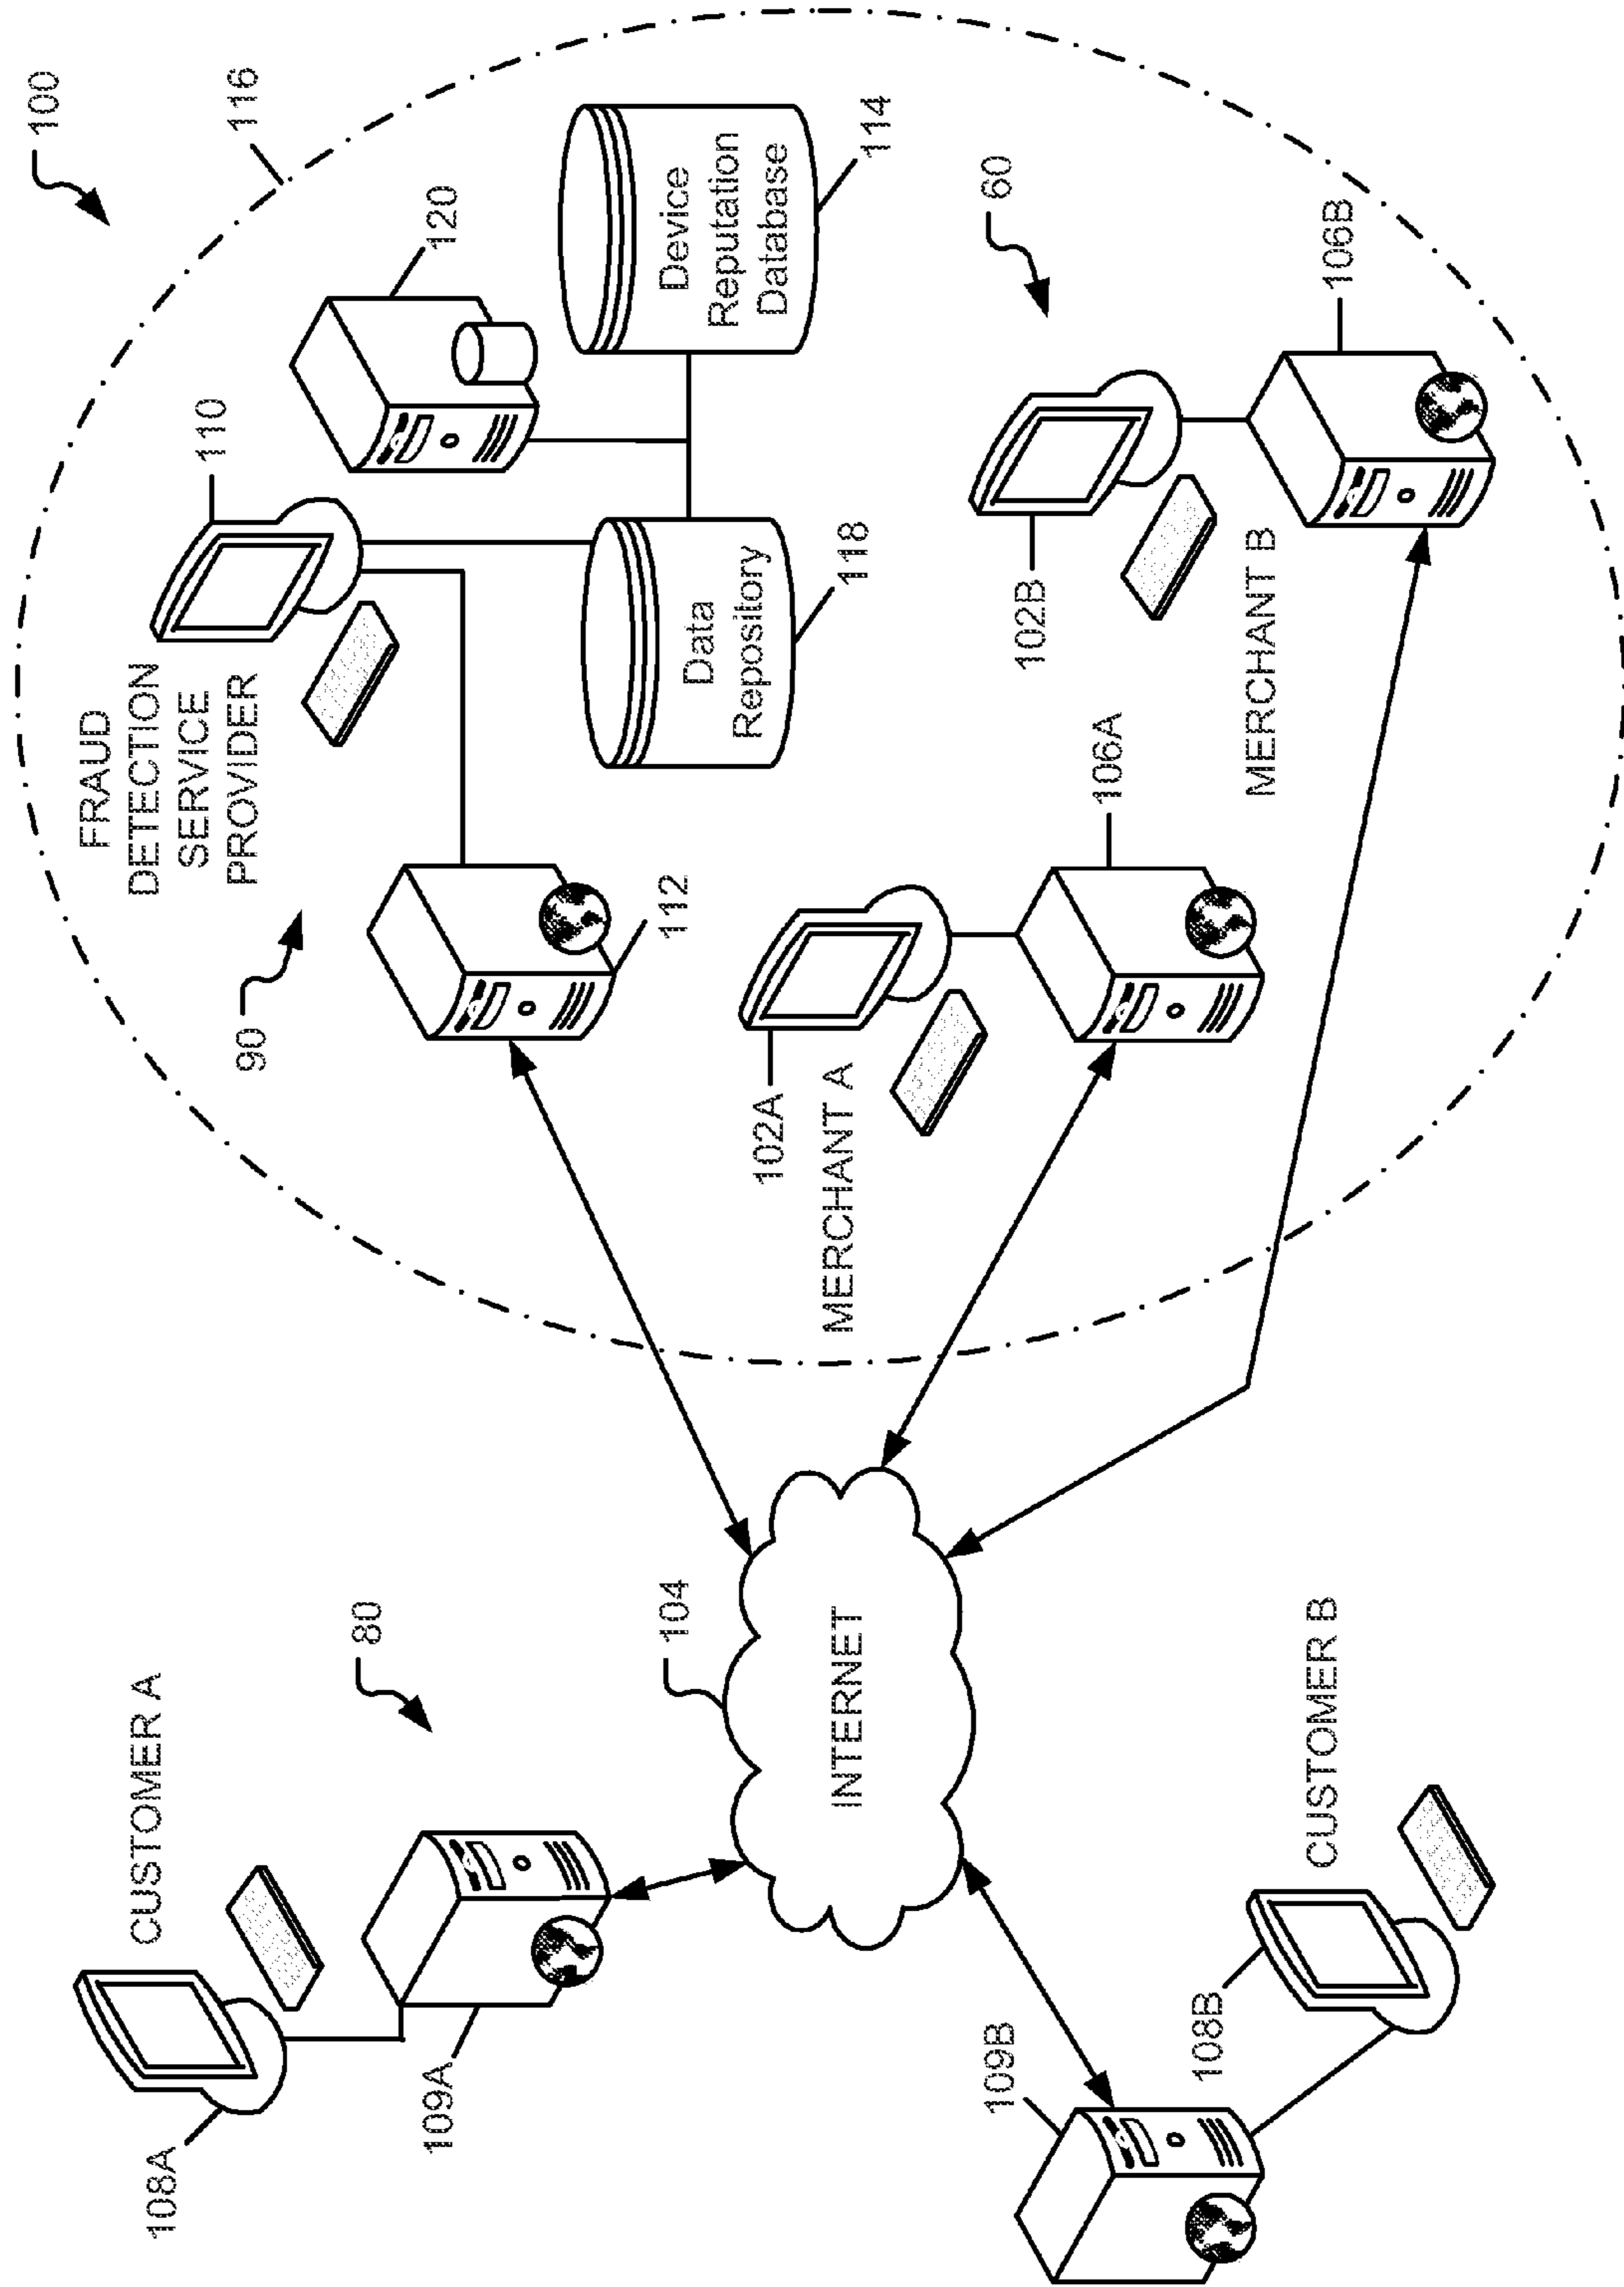 100
116
CUSTOMER A
108A
109A
80
FRAUD
DETECTION
SERVICE
PROVIDER
90
110
120
112
Data
Repository
118
Device
Reputation
Database
114
104
INTERNET
102A
MERCHANT A
106A
60
102B
MERCHANT B
106B
109B
108B
CUSTOMER B